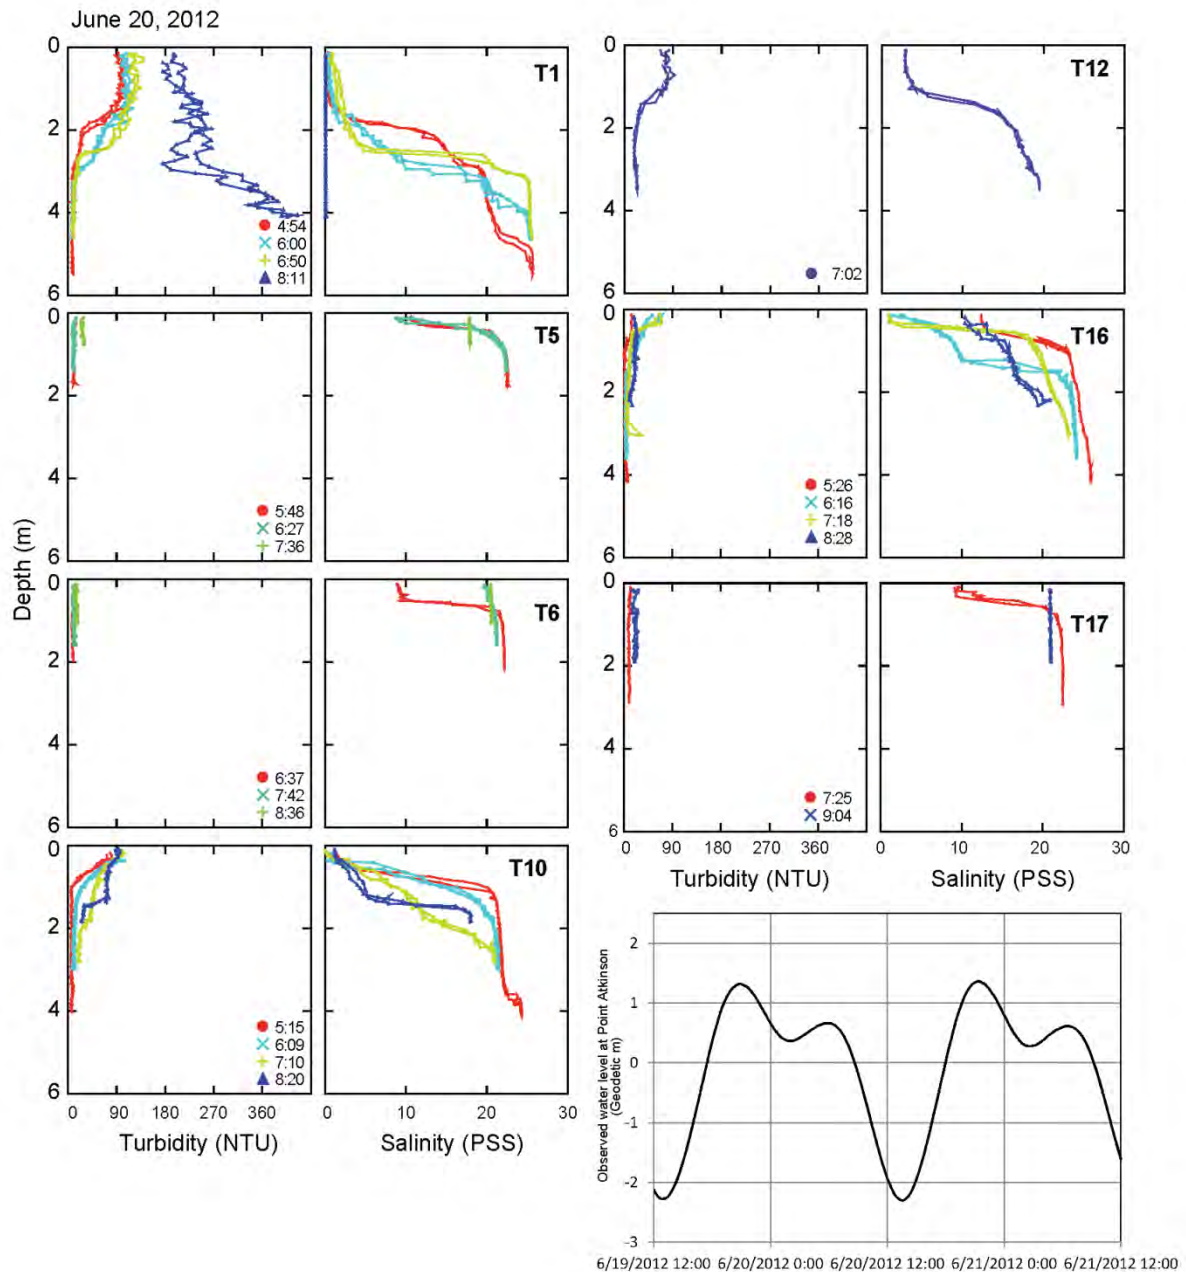 June 20, 2012
0
2
4
6
T1
4:54
6:00
6:50
8:11
0
2
4
6
T5
5:48
6:27
7:36
0
2
4
6
T6
6:37
7:42
8:36
0
2
4
6
T10
5:15
6:09
7:10
8:20
0 90 180 270 360
0 10 20 30
Turbidity (NTU)
Salinity (PSS)
Depth (m)
0
2
4
6
T12
7:02
0
2
4
6
T16
5:26
6:16
7:18
8:28
0
2
4
6
T17
7:25
9:04
0 90 180 270 360
0 10 20 30
Turbidity (NTU)
Salinity (PSS)
Observed water level at Point Atkinson
(Geodetic m)
2
1
0
-1
-2
-3
6/19/2012 12:00 6/20/2012 0:00 6/20/2012 12:00 6/21/2012 0:00 6/21/2012 12:00